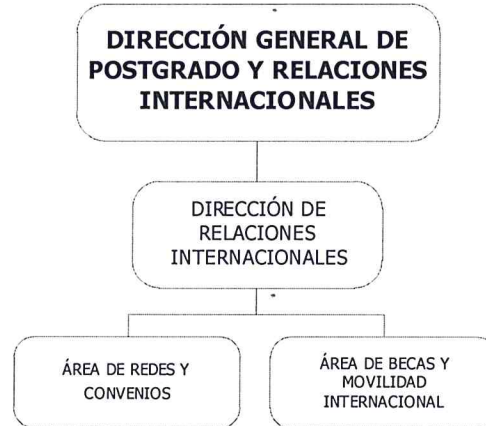 DIRECCIÓN GENERAL DE
POSTGRADO Y RELACIONES
INTERNACIONALES
DIRECCIÓN DE
RELACIONES
INTERNACIONALES
ÁREA DE REDES Y
CONVENIOS
ÁREA DE BECAS Y
MOVILIDAD
INTERNACIONAL